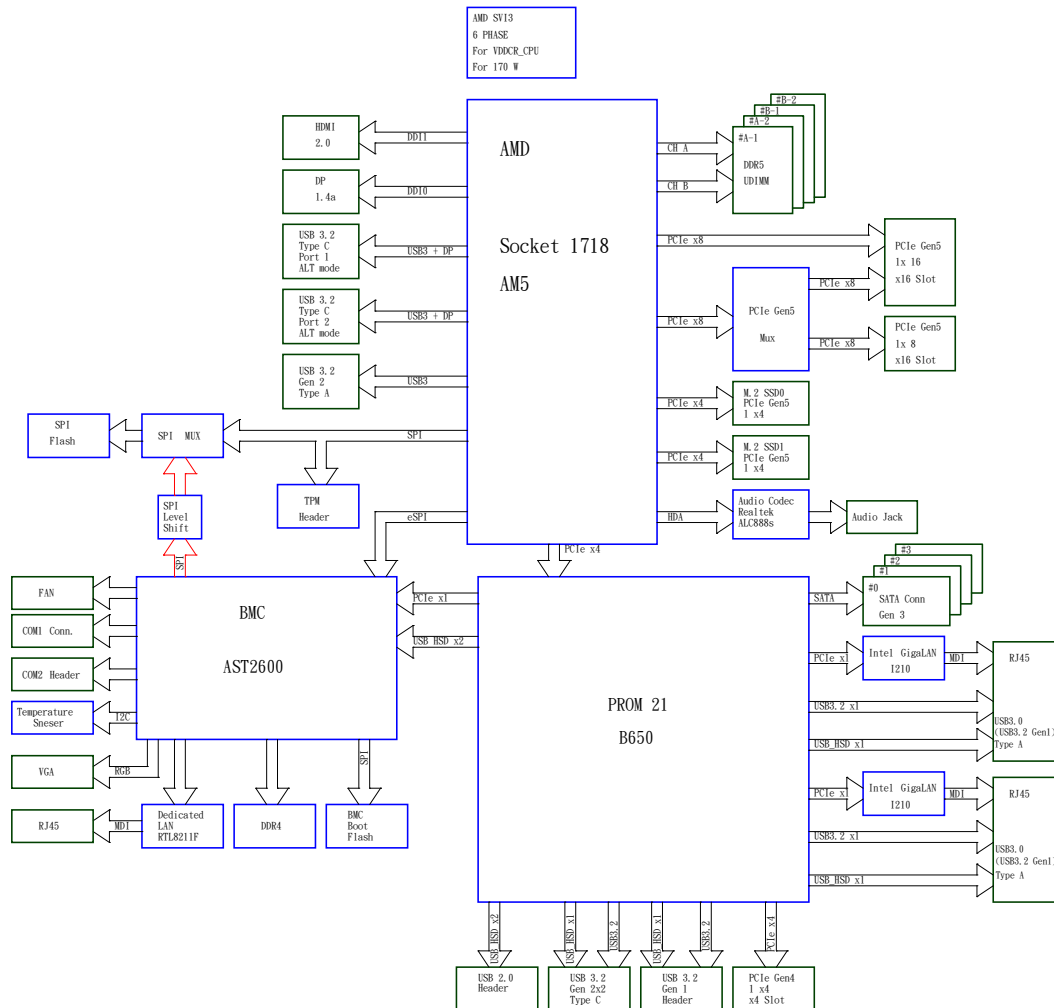 AMD SVI3
6 PHASE
For VDDCR_CPU
For 170 W
AMD
Socket 1718
AM5
HDMI
2.0
DDI1
DP
1.4a
DDI0
USB 3.2
Type C
Port 1
ALT mode
USB3 + DP
USB 3.2
Type C
Port 2
ALT mode
USB3 + DP
USB 3.2
Gen 2
Type A
USB3
CH A
CH B
#B-2
#B-1
#A-2
#A-1
DDR5
UDIMM
PCIe x8
PCIe Gen5
1x 16
x16 Slot
PCIe x8
PCIe Gen5
Mux
PCIe x8
PCIe x8
PCIe Gen5
1x 8
x16 Slot
PCIe x4
M.2 SSD0
PCIe Gen5
1 x4
PCIe x4
M.2 SSD1
PCIe Gen5
1 x4
HDA
Audio Codec
Realtek
ALC888s
Audio Jack
SPI
Flash
SPI MUX
SPI
TPM
Header
SPI
Level
Shift
SPI
eSPI
PCIe x4
FAN
COM1 Conn.
COM2 Header
Temperature
Sneser
I2C
VGA
RGB
RJ45
MDI
BMC
AST2600
PCIe x1
USB HSD x2
Dedicated
LAN
RTL8211F
DDR4
SPI
BMC
Boot
Flash
PROM 21
B650
SATA
#3
#2
#1
#0
SATA Conn
Gen 3
PCIe x1
Intel GigaLAN
I210
MDI
RJ45
USB3.2 x1
USB_HSD x1
USB3.0
(USB3.2 Gen1)
Type A
PCIe x1
Intel GigaLAN
I210
MDI
RJ45
USB3.2 x1
USB_HSD x1
USB3.0
(USB3.2 Gen1)
Type A
USB HSD x2
USB HSD x1
USB3.2
USB HSD x1
USB3.2
PCIe x4
USB 2.0
Header
USB 3.2
Gen 2x2
Type C
USB 3.2
Gen 1
Header
PCIe Gen4
1 x4
x4 Slot